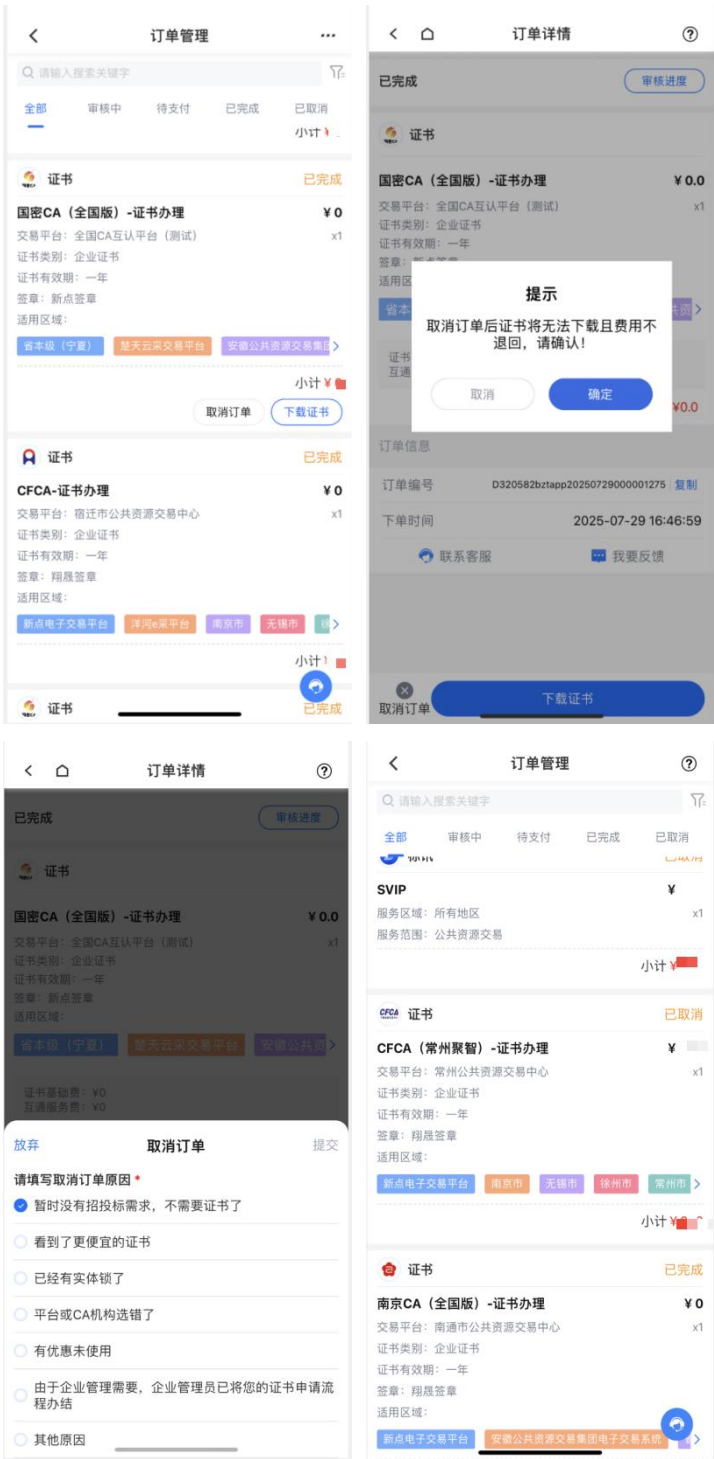 订单管理
请输入搜索关键字
全部 审核中 待支付 已完成 已取消
小计 ¥
证书 已完成
国密CA（全国版）-证书办理 ¥ 0
交易平台：全国CA互认平台（测试） x1
证书类别：企业证书
证书有效期：一年
签章：新点签章
适用区域：
省本级（宁夏） 楚天云采交易平台 安徽公共资源交易集团
小计 ¥
取消订单 下载证书
证书 已完成
CFCA-证书办理 ¥ 0
交易平台：宿迁市公共资源交易中心 x1
证书类别：企业证书
证书有效期：一年
签章：翔晟签章
适用区域：
新点电子交易平台 洋河e采平台 南京市 无锡市 徐
小计
证书 已完成
订单详情
已完成 审核进度
证书
国密CA（全国版）-证书办理 ¥ 0.0
交易平台：全国CA互认平台（测试） x1
证书类别：企业证书
证书有效期：一年
签章：新点签章
适用区
省本 共资
提示
取消订单后证书将无法下载且费用不
退回，请确认！
取消 确定
证书
互通
¥0.0
订单信息
订单编号 D320582bztapp20250729000001275 复制
下单时间 2025-07-29 16:46:59
联系客服 我要反馈
取消订单 下载证书
订单详情
已完成 审核进度
证书
国密CA（全国版）-证书办理 ¥ 0.0
交易平台：全国CA互认平台（测试） x1
证书类别：企业证书
证书有效期：一年
签章：新点签章
适用区域：
省本级（宁夏） 楚天云采交易平台 安徽公共资
证书基础费：¥0
互通服务费：¥0
放弃 取消订单 提交
请填写取消订单原因 *
暂时没有招投标需求，不需要证书了
看到了更便宜的证书
已经有实体锁了
平台或CA机构选错了
有优惠未使用
由于企业管理需要，企业管理员已将您的证书申请流
程办结
其他原因
订单管理
请输入搜索关键字
全部 审核中 待支付 已完成 已取消
标讯 已取消
SVIP ¥
服务区域：所有地区 x1
服务范围：公共资源交易
小计 ¥
CFCA 证书 已取消
CFCA（常州聚智）-证书办理 ¥
交易平台：常州公共资源交易中心 x1
证书类别：企业证书
证书有效期：一年
签章：翔晟签章
适用区域：
新点电子交易平台 南京市 无锡市 徐州市 常州市
小计 ¥
证书 已完成
南京CA（全国版）-证书办理 ¥ 0
交易平台：南通市公共资源交易中心 x1
证书类别：企业证书
证书有效期：一年
签章：翔晟签章
适用区域：
新点电子交易平台 安徽公共资源交易集团电子交易系统